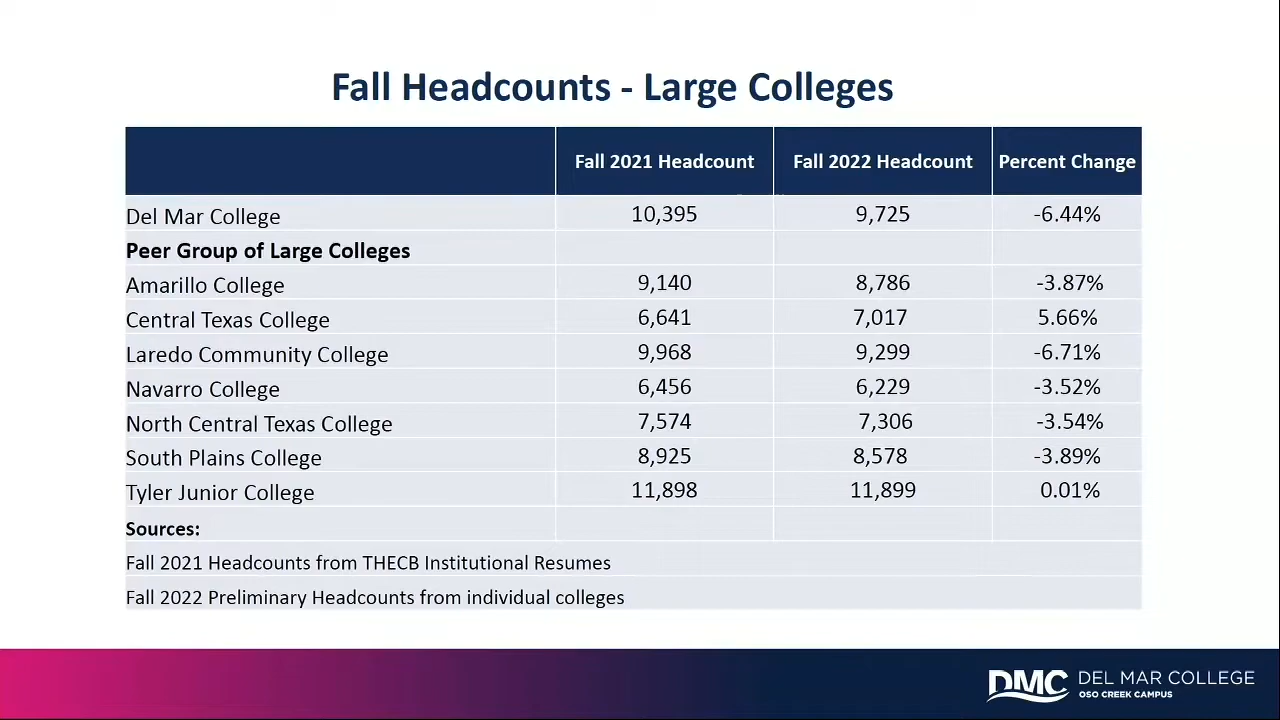 Fall Headcounts - Large Colleges
Fall 2021 Headcount Fall 2022 Headcount Percent Change
Del Mar College 10,395 9,725 -6.44%
Peer Group of Large Colleges
Amarillo College 9,140 8,786 -3.87%
Central Texas College 6,641 7,017 5.66%
Laredo Community College 9,968 9,299 -6.71%
Navarro College 6,456 6,229 -3.52%
North Central Texas College 7,574 7,306 -3.54%
South Plains College 8,925 8,578 -3.89%
Tyler Junior College 11,898 11,899 0.01%
Sources:
Fall 2021 Headcounts from THECB Institutional Resumes
Fall 2022 Preliminary Headcounts from individual colleges
DMC DEL MAR COLLEGE
OSO CREEK CAMPUS